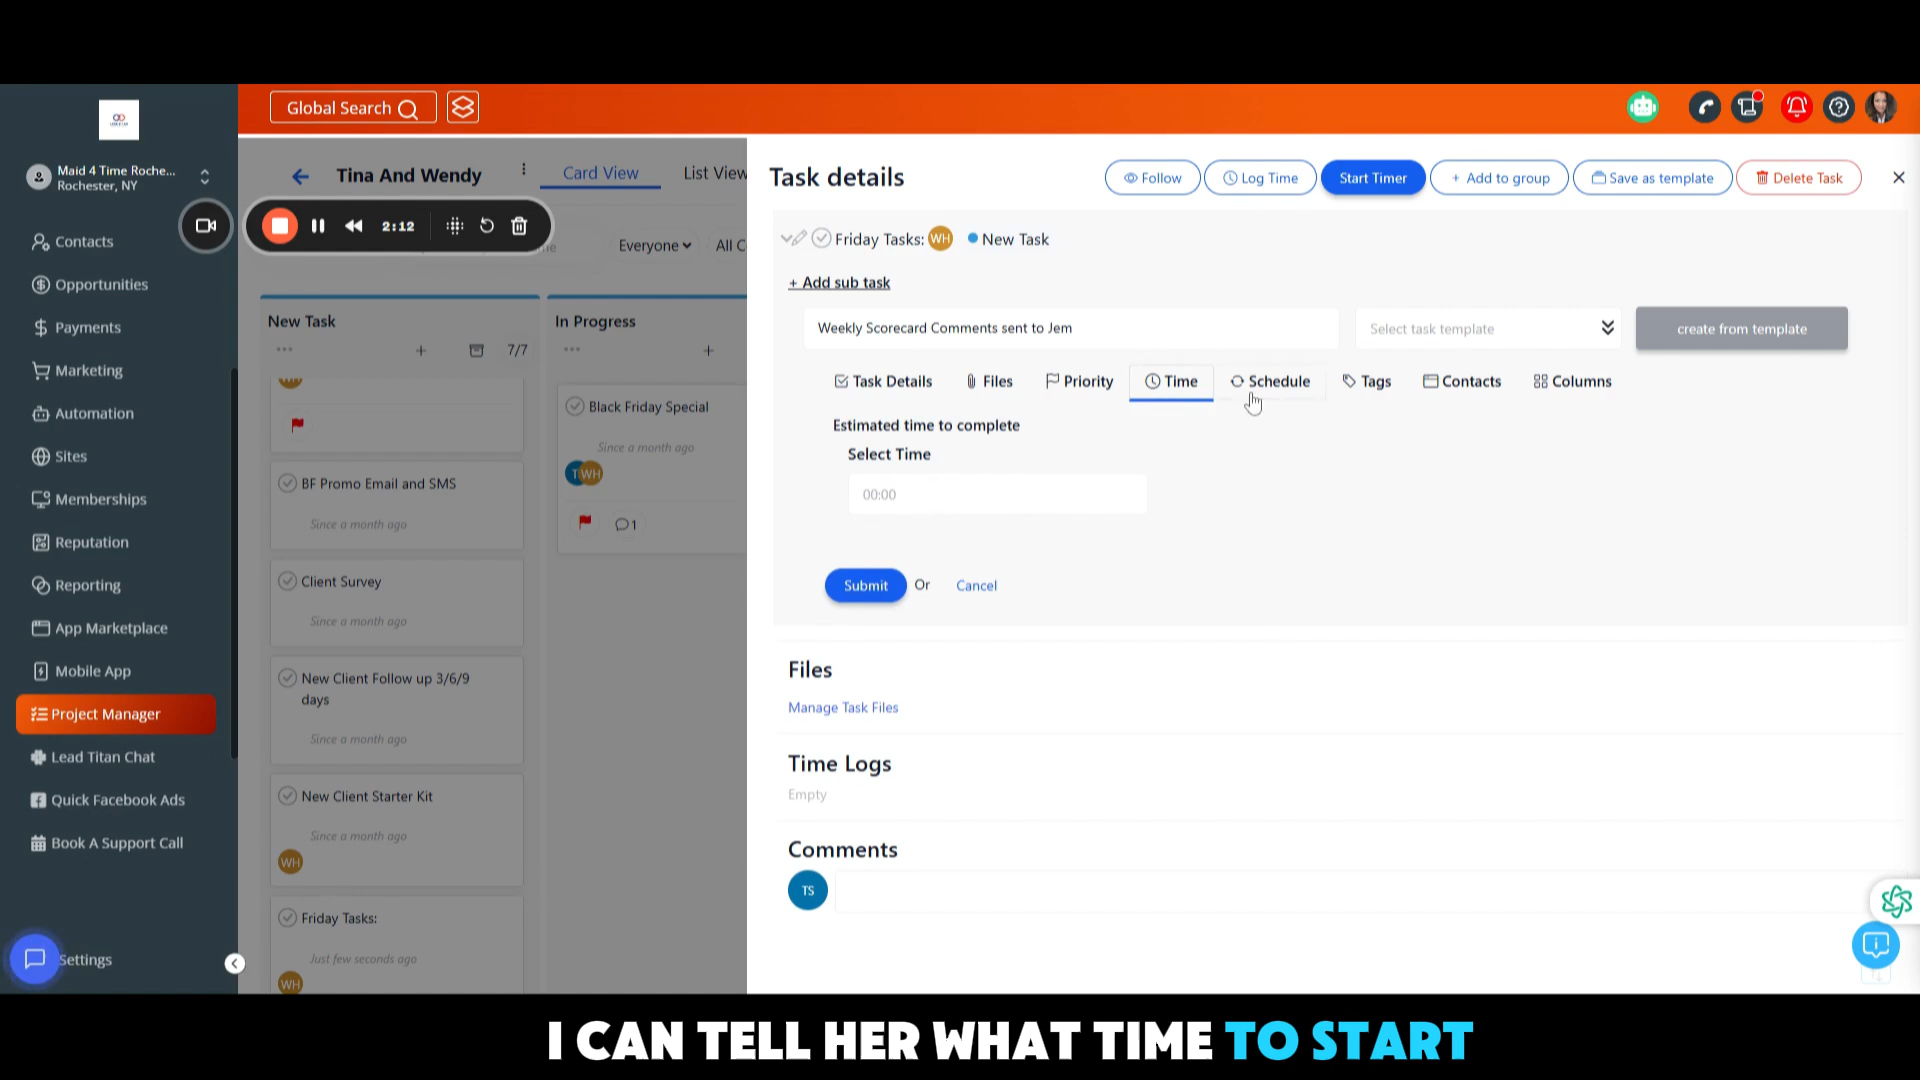 Global Search
Maid 4 Time Roche...
Rochester, NY
Contacts
Opportunities
Payments
Marketing
Automation
Sites
Memberships
Reputation
Reporting
App Marketplace
Mobile App
Project Manager
Lead Titan Chat
Quick Facebook Ads
Book A Support Call
Settings
Tina And Wendy
Card View
List View
2:12
Everyone
All C
New Task
7/7
BF Promo Email and SMS
Since a month ago
Client Survey
Since a month ago
New Client Follow up 3/6/9
days
Since a month ago
New Client Starter Kit
Since a month ago
WH
Friday Tasks:
Just few seconds ago
WH
In Progress
Black Friday Special
Since a month ago
WH
1
Task details
Follow
Log Time
Start Timer
+ Add to group
Save as template
Delete Task
Friday Tasks: WH New Task
+ Add sub task
Weekly Scorecard Comments sent to Jem
Select task template
create from template
Task Details
Files
Priority
Time
Schedule
Tags
Contacts
Columns
Estimated time to complete
Select Time
00:00
Submit Or Cancel
Files
Manage Task Files
Time Logs
Empty
Comments
TS
I CAN TELL HER WHAT TIME TO START